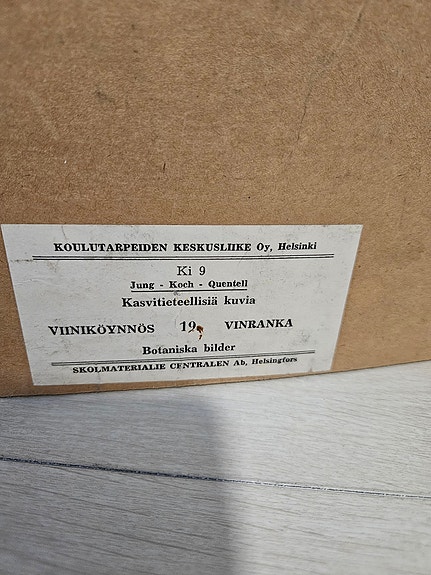 KOULUTARPEIDEN KESKUSLIIKE Oy, Helsinki
Ki 9
Jung - Koch - Quentell
Kasvitieteellisiä kuvia
VIINIKÖYNNÖS 19 VINRANKA
Botaniska bilder
SKOLMATERIALIE CENTRALEN Ab, Helsingfors